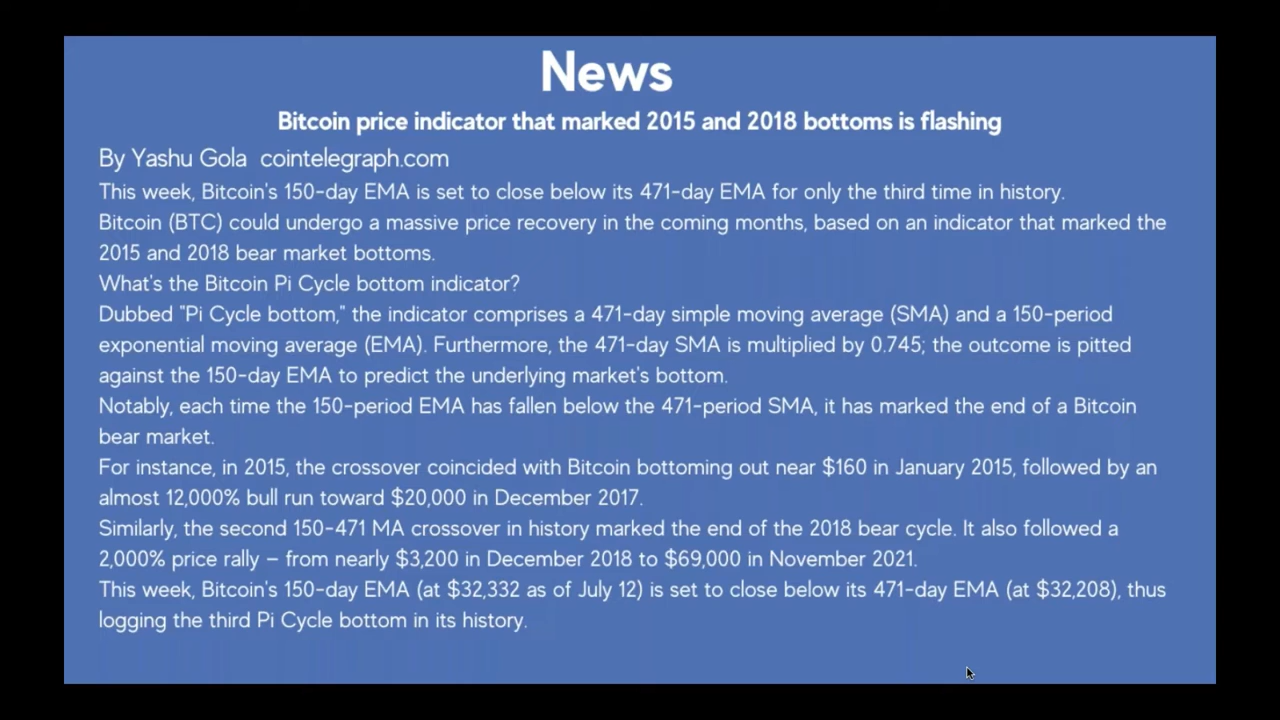 News
Bitcoin price indicator that marked 2015 and 2018 bottoms is flashing
By Yashu Gola cointelegraph.com
This week, Bitcoin's 150-day EMA is set to close below its 471-day EMA for only the third time in history.
Bitcoin (BTC) could undergo a massive price recovery in the coming months, based on an indicator that marked the
2015 and 2018 bear market bottoms.
What's the Bitcoin Pi Cycle bottom indicator?
Dubbed "Pi Cycle bottom," the indicator comprises a 471-day simple moving average (SMA) and a 150-period
exponential moving average (EMA). Furthermore, the 471-day SMA is multiplied by 0.745; the outcome is pitted
against the 150-day EMA to predict the underlying market's bottom.
Notably, each time the 150-period EMA has fallen below the 471-period SMA, it has marked the end of a Bitcoin
bear market.
For instance, in 2015, the crossover coincided with Bitcoin bottoming out near $160 in January 2015, followed by an
almost 12,000% bull run toward $20,000 in December 2017.
Similarly, the second 150-471 MA crossover in history marked the end of the 2018 bear cycle. It also followed a
2,000% price rally – from nearly $3,200 in December 2018 to $69,000 in November 2021.
This week, Bitcoin's 150-day EMA (at $32,332 as of July 12) is set to close below its 471-day EMA (at $32,208), thus
logging the third Pi Cycle bottom in its history.